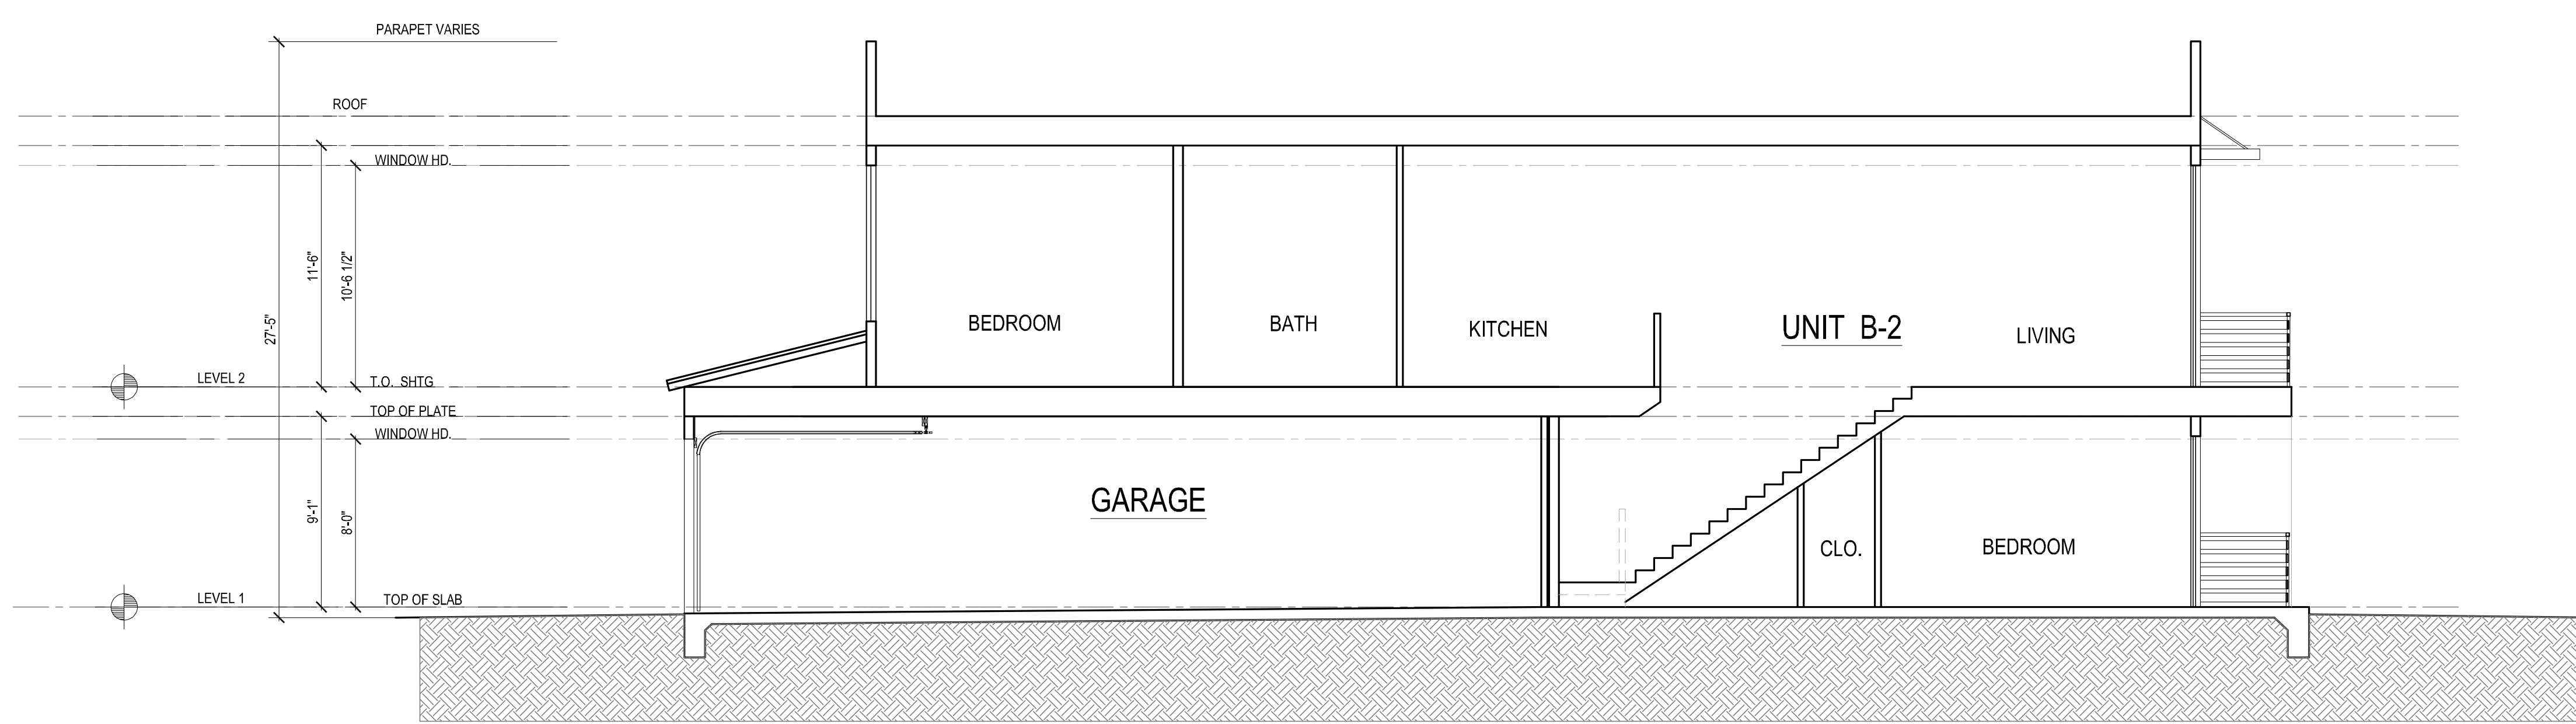 PARAPET VARIES
ROOF
WINDOW HD.
11'-6"
10'-6 1/2"
27'-5"
BEDROOM
BATH
KITCHEN
UNIT B-2
LIVING
LEVEL 2
T.O. SHTG
TOP OF PLATE
WINDOW HD.
9'-1"
8'-0"
GARAGE
CLO.
BEDROOM
LEVEL 1
TOP OF SLAB